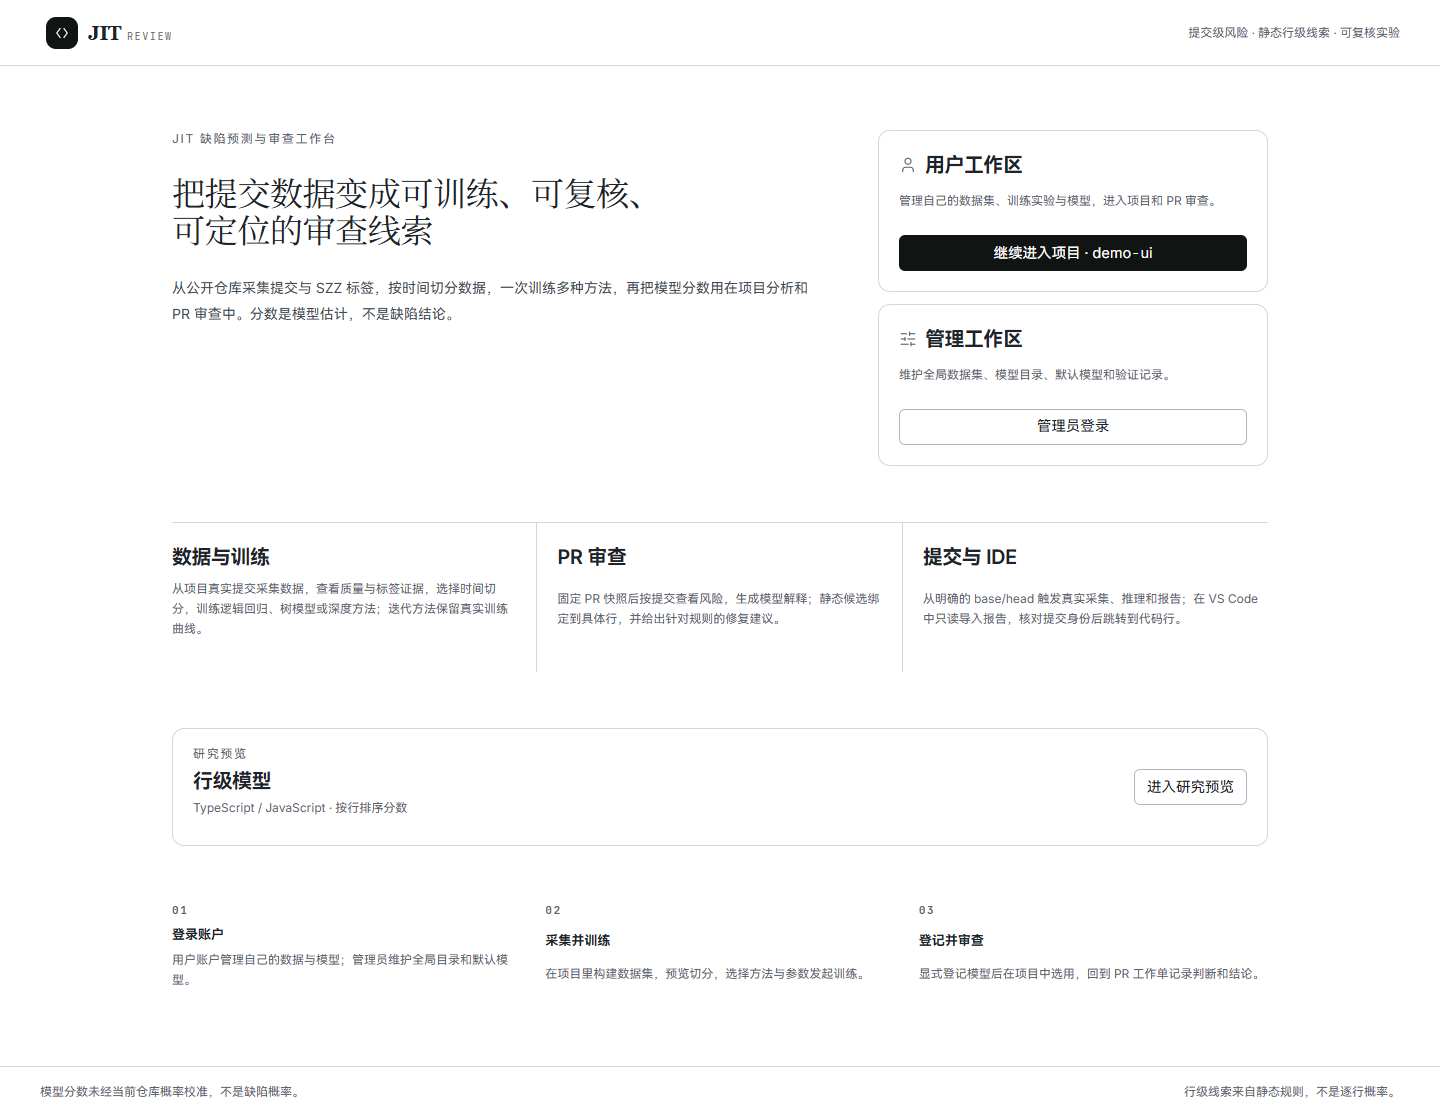 JIT REVIEW
提交级风险 · 静态行级线索 · 可复核实验
JIT 缺陷预测与审查工作台
把提交数据变成可训练、可复核、
可定位的审查线索
从公开仓库采集提交与 SZZ 标签，按时间切分数据，一次训练多种方法，再把模型分数用在项目分析和
PR 审查中。分数是模型估计，不是缺陷结论。
用户工作区
管理自己的数据集、训练实验与模型，进入项目和 PR 审查。
继续进入项目 · demo-ui
管理工作区
维护全局数据集、模型目录、默认模型和验证记录。
管理员登录
数据与训练
从项目真实提交采集数据，查看质量与标签证据，选择时间切
分，训练逻辑回归、树模型或深度方法；迭代方法保留真实训练
曲线。
PR 审查
固定 PR 快照后按提交查看风险，生成模型解释；静态候选绑
定到具体行，并给出针对规则的修复建议。
提交与 IDE
从明确的 base/head 触发真实采集、推理和报告；在 VS Code
中只读导入报告，核对提交身份后跳转到代码行。
研究预览
行级模型
TypeScript / JavaScript · 按行排序分数
进入研究预览
01
登录账户
用户账户管理自己的数据与模型；管理员维护全局目录和默认模
型。
02
采集并训练
在项目里构建数据集，预览切分，选择方法与参数发起训练。
03
登记并审查
显式登记模型后在项目中选用，回到 PR 工作单记录判断和结论。
模型分数未经当前仓库概率校准，不是缺陷概率。
行级线索来自静态规则，不是逐行概率。